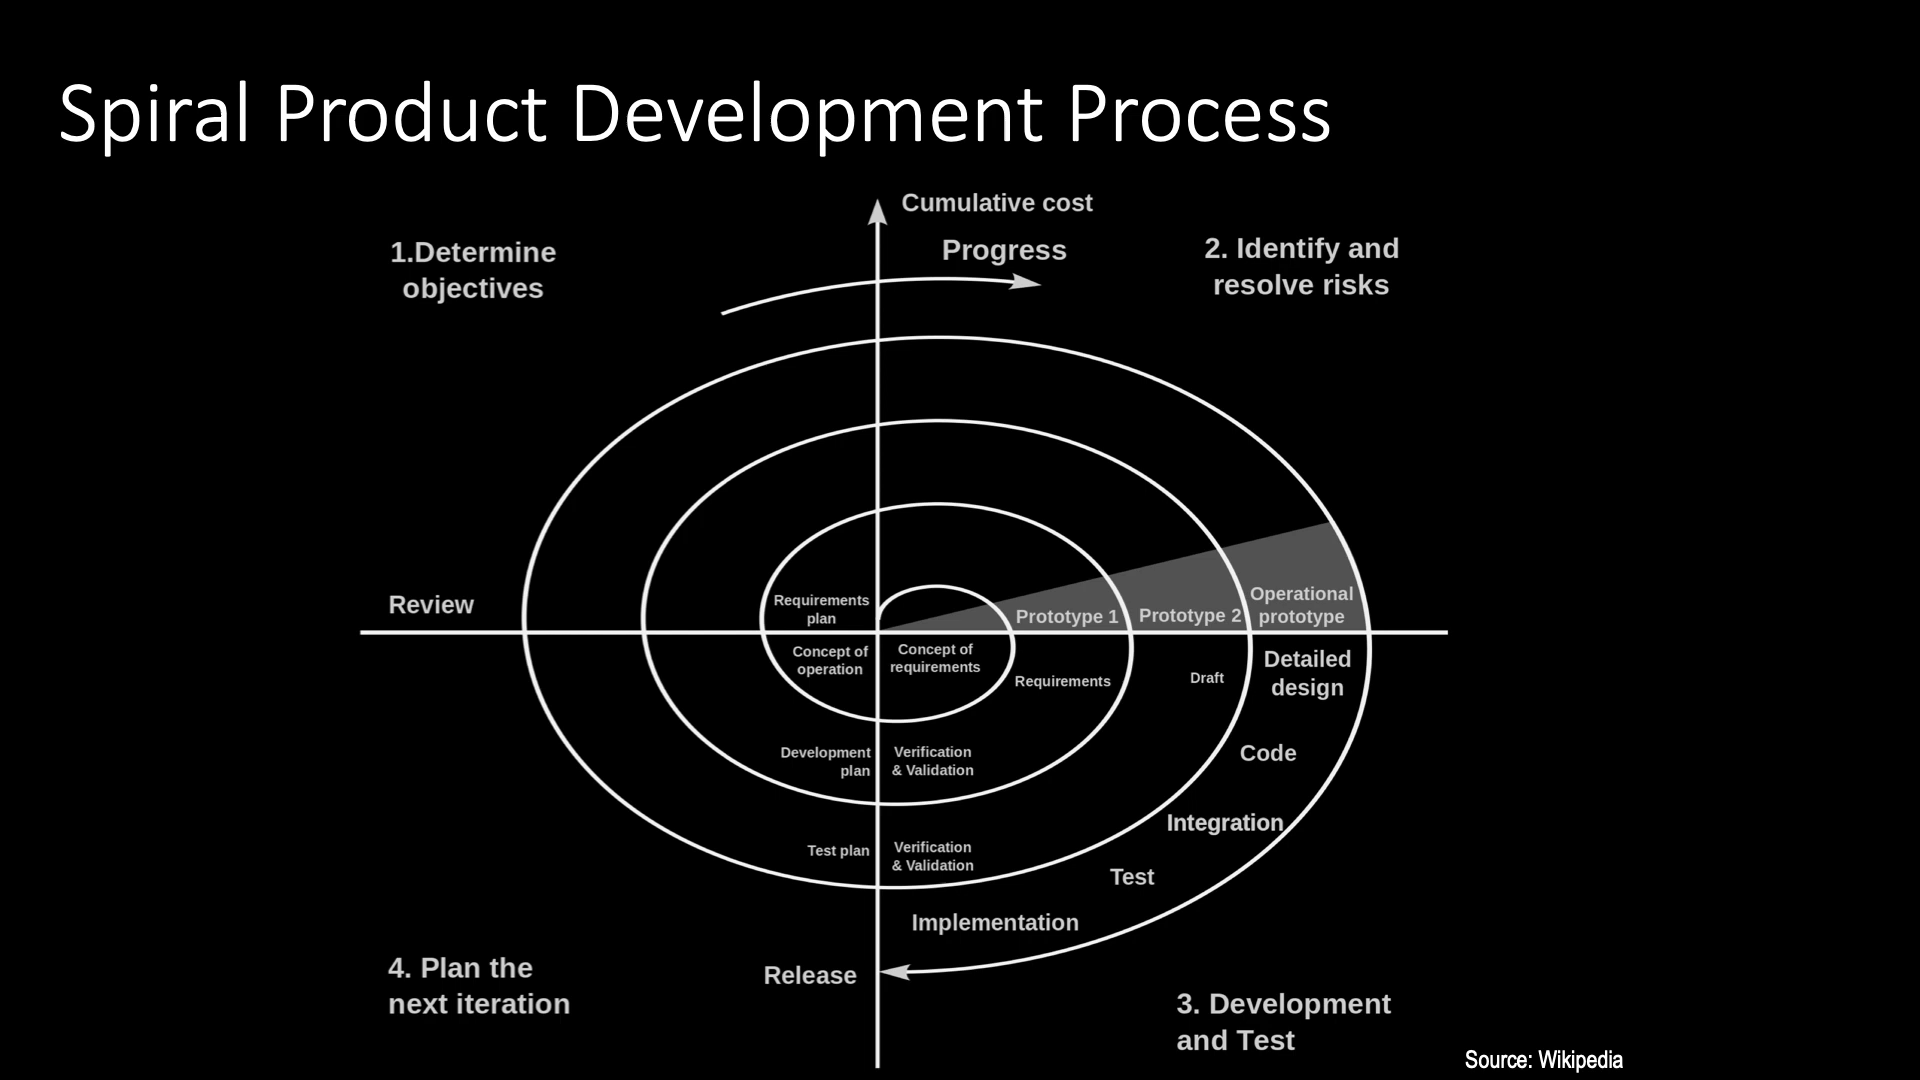 Spiral Product Development Process
Cumulative cost
Progress
1.Determine
objectives
2. Identify and
resolve risks
Review
Requirements
plan
Prototype 1
Prototype 2
Operational
prototype
Concept of
operation
Concept of
requirements
Requirements
Draft
Detailed
design
Development
plan
Verification
& Validation
Code
Integration
Test plan
Verification
& Validation
Test
Implementation
Release
4. Plan the
next iteration
3. Development
and Test
Source: Wikipedia